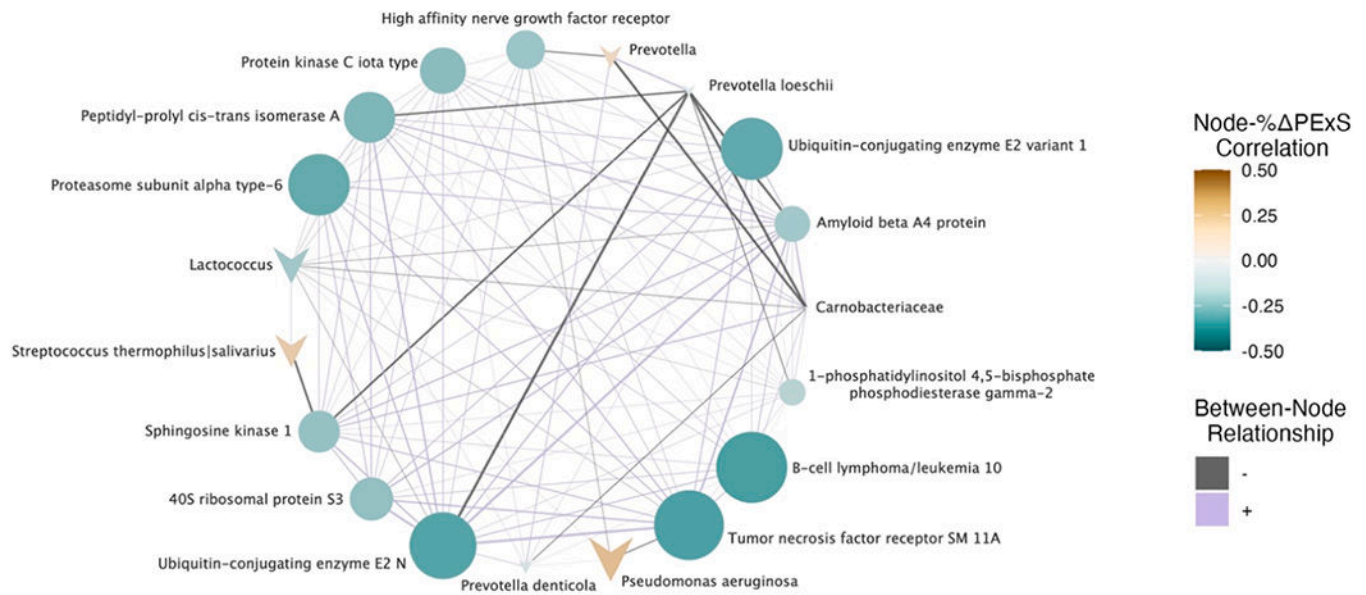 High affinity nerve growth factor receptor
Prevotella
Protein kinase C iota type
Prevotella loeschii
Peptidyl-prolyl cis-trans isomerase A
Ubiquitin-conjugating enzyme E2 variant 1
Proteasome subunit alpha type-6
Amyloid beta A4 protein
Lactococcus
Carnobacteriaceae
Streptococcus thermophilus|salivarius
1-phosphatidylinositol 4,5-bisphosphate
phosphodiesterase gamma-2
Sphingosine kinase 1
B-cell lymphoma/leukemia 10
40S ribosomal protein S3
Tumor necrosis factor receptor SM 11A
Ubiquitin-conjugating enzyme E2 N
Prevotella denticola
Pseudomonas aeruginosa
Node-%ΔPExS
Correlation
0.50
0.25
0.00
-0.25
-0.50
Between-Node
Relationship
-
+